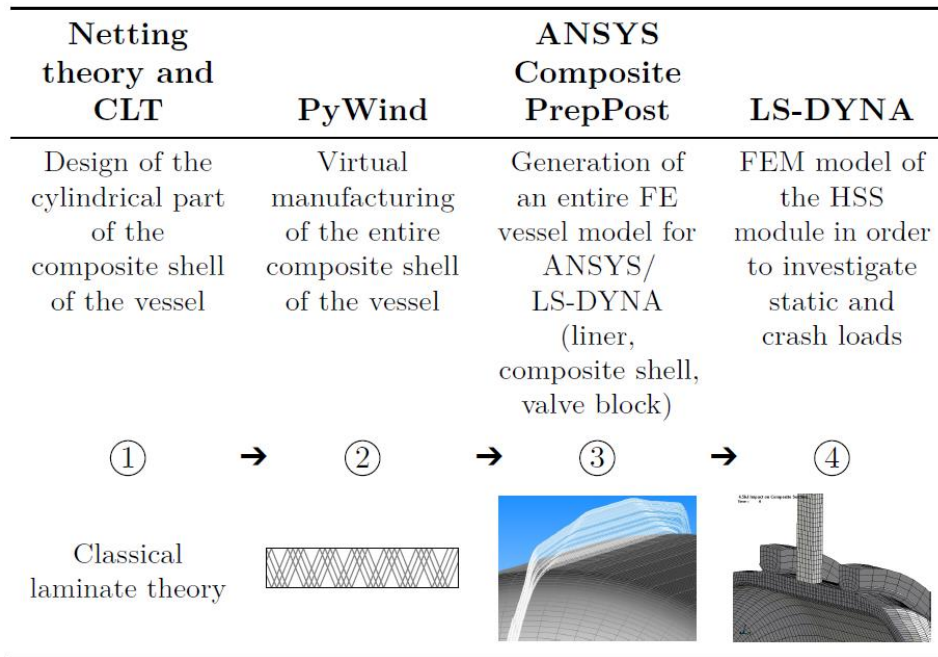 Netting
theory and
CLT
PyWind
ANSYS
Composite
PrepPost
LS-DYNA
Design of the
cylindrical part
of the
composite shell
of the vessel
Virtual
manufacturing
of the entire
composite shell
of the vessel
Generation of
an entire FE
vessel model for
ANSYS/
LS-DYNA
(liner,
composite shell,
valve block)
FEM model of
the HSS
module in order
to investigate
static and
crash loads
① ➔ ② ➔ ③ ➔ ④
Classical
laminate theory